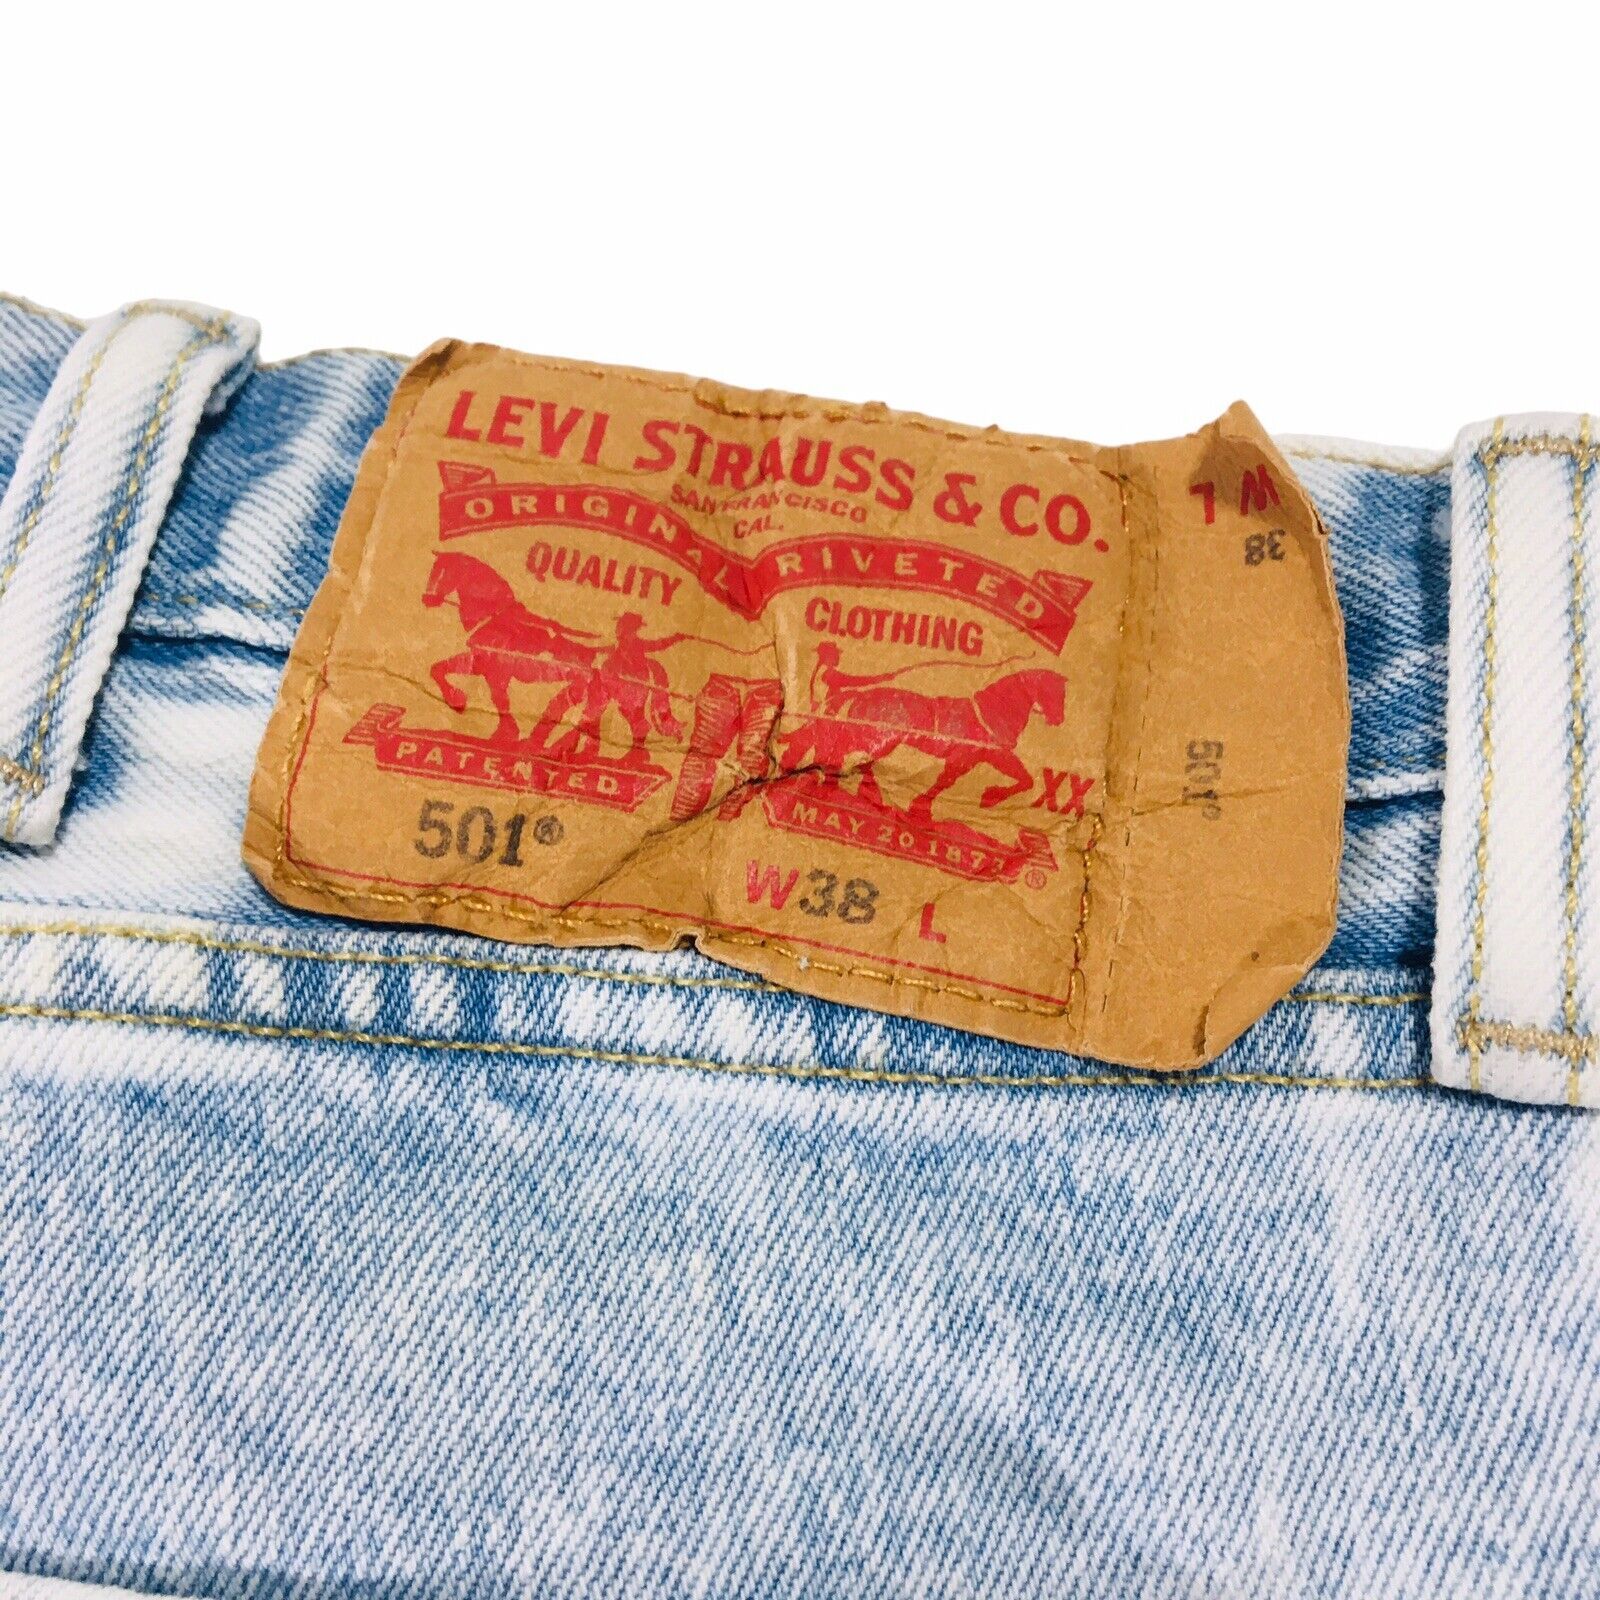 LEVI STRAUSS & CO.
SAN FRANCISCO
CAL.
ORIGINAL RIVETED
QUALITY CLOTHING
XX
PATENTED MAY 20 1873 ®
501®
W38 L
W L
38
501®